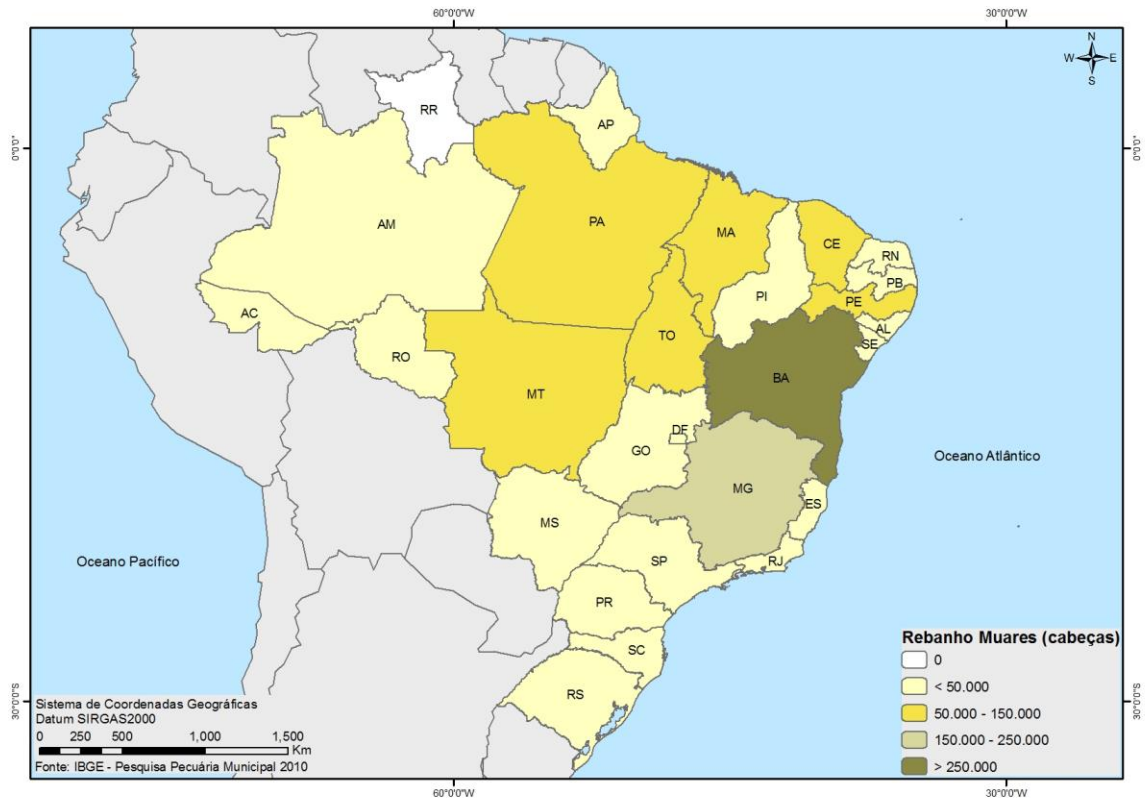 60°0'0"W
30°0'0"W
N
W
E
S
0°0'0"
0°0'0"
RR
AP
AM
PA
MA
CE
RN
PB
PI
PE
AC
AL
TO
SE
RO
BA
MT
DF
GO
Oceano Atlântico
MG
ES
MS
Oceano Pacífico
SP
RJ
PR
SC
RS
Rebanho Muares (cabeças)
0
< 50.000
50.000 - 150.000
150.000 - 250.000
> 250.000
30°0'0"S
30°0'0"S
Sistema de Coordenadas Geográficas
Datum SIRGAS2000
0 250 500 1,000 1,500
Km
Fonte: IBGE - Pesquisa Pecuária Municipal 2010
60°0'0"W
30°0'0"W